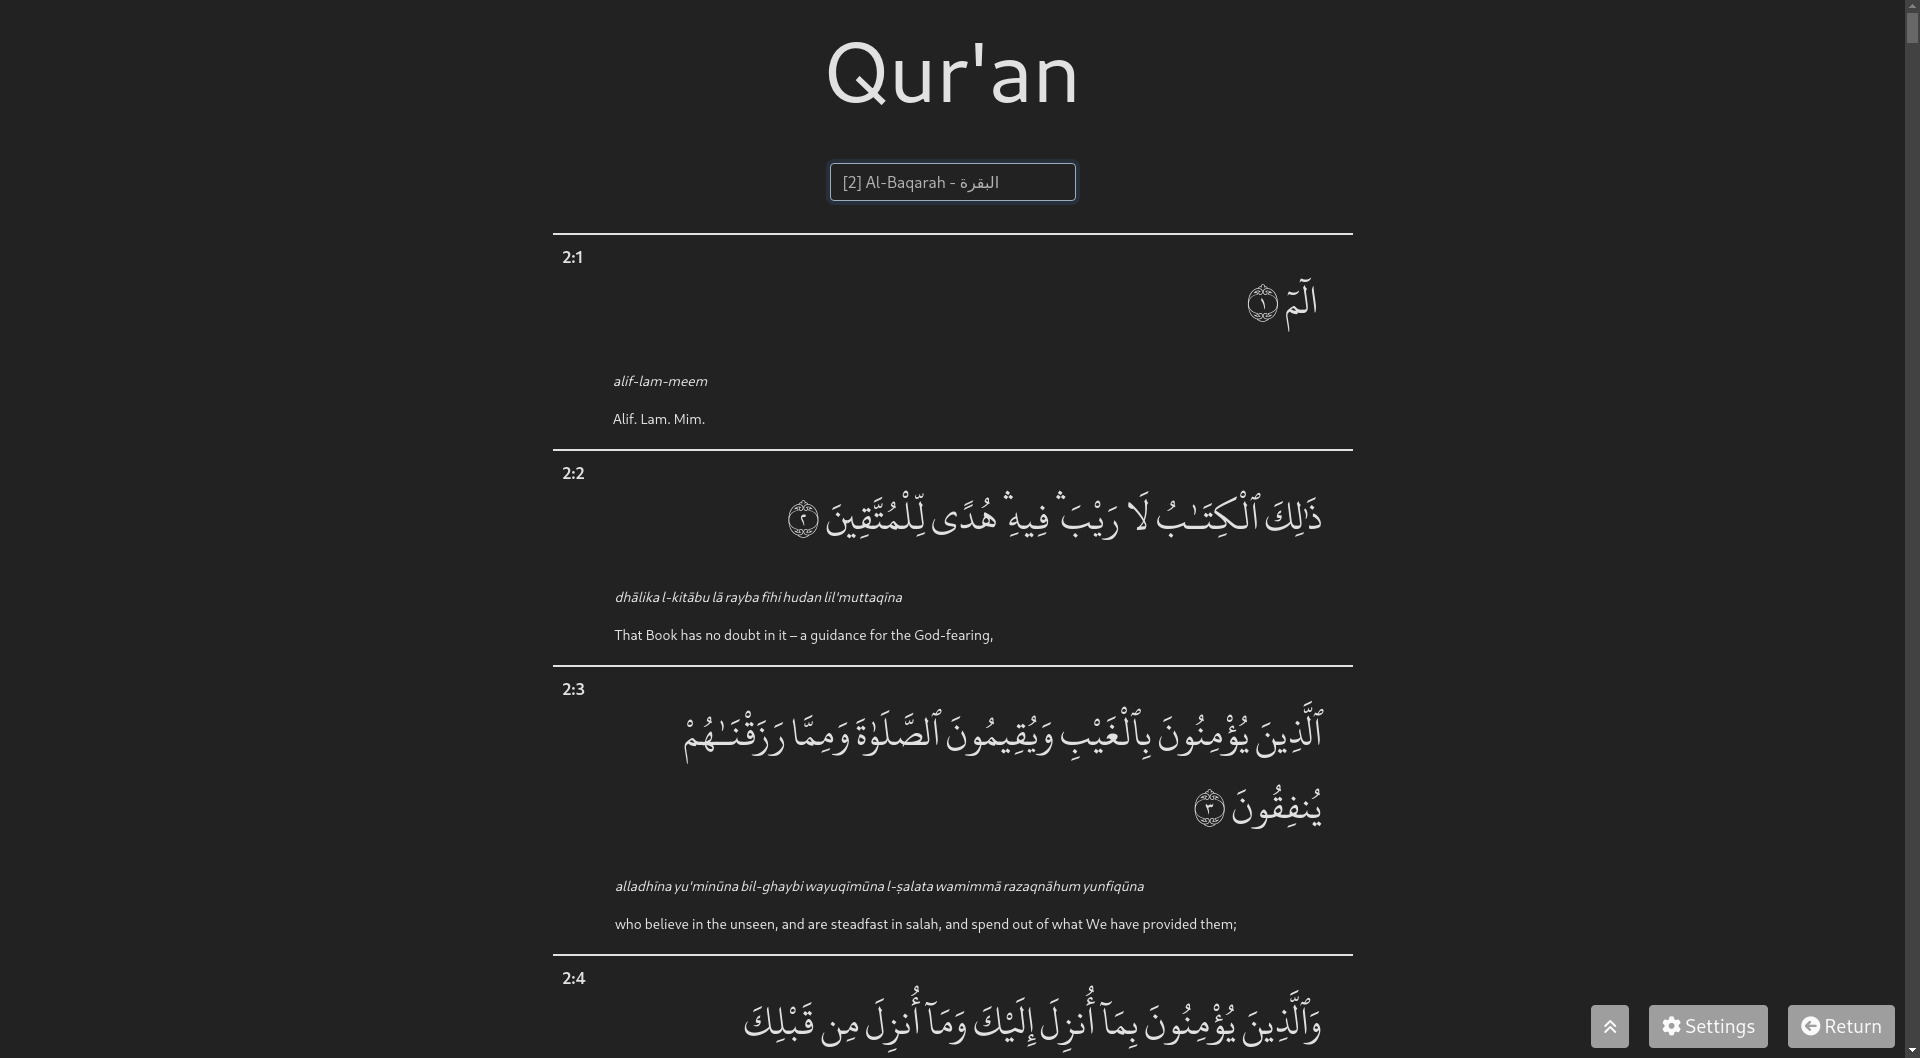 Qur'an
[2] Al-Baqarah - البقرة
2:1
الٓمٓ ١
alif-lam-meem
Alif. Lam. Mim.
2:2
ذَٰلِكَ ٱلْكِتَـٰبُ لَا رَيْبَ ۛ فِيهِ ۛ هُدًى لِّلْمُتَّقِينَ ٢
dhālika l-kitābu lā rayba fīhi hudan lil'muttaqīna
That Book has no doubt in it – a guidance for the God-fearing,
2:3
ٱلَّذِينَ يُؤْمِنُونَ بِٱلْغَيْبِ وَيُقِيمُونَ ٱلصَّلَوٰةَ وَمِمَّا رَزَقْنَـٰهُمْ
يُنفِقُونَ ٣
alladhīna yu'minūna bil-ghaybi wayuqīmūna l-ṣalata wamimmā razaqnāhum yunfiqūna
who believe in the unseen, and are steadfast in salah, and spend out of what We have provided them;
2:4
وَٱلَّذِينَ يُؤْمِنُونَ بِمَآ أُنزِلَ إِلَيْكَ وَمَآ أُنزِلَ مِن قَبْلِكَ
Settings
Return